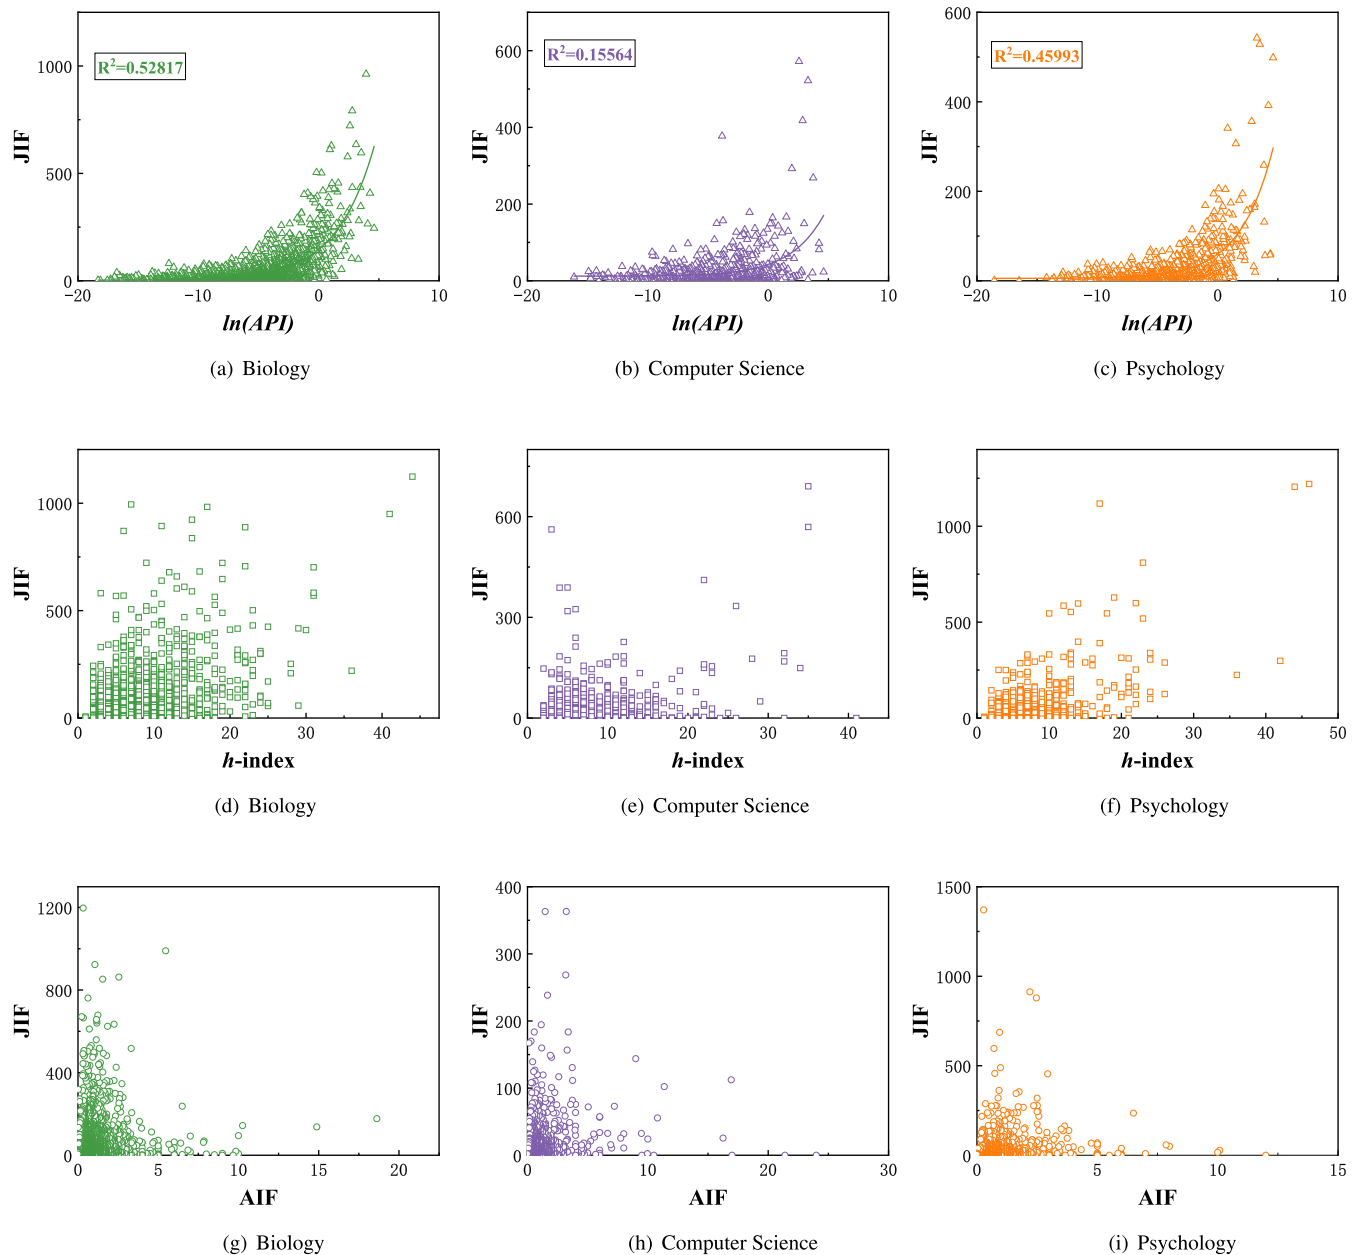 JIF
1000
500
0
R²=0.52817
-20
-10
0
10
ln(API)
(a) Biology
JIF
600
400
200
0
R²=0.15564
-20
-10
0
10
ln(API)
(b) Computer Science
JIF
600
400
200
0
R²=0.45993
-20
-10
0
10
ln(API)
(c) Psychology
JIF
1000
500
0
0
10
20
30
40
h-index
(d) Biology
JIF
600
300
0
0
10
20
30
40
h-index
(e) Computer Science
JIF
1000
500
0
0
10
20
30
40
50
h-index
(f) Psychology
JIF
1200
800
400
0
0
5
10
15
20
AIF
(g) Biology
JIF
400
300
200
100
0
0
10
20
30
AIF
(h) Computer Science
JIF
1500
1000
500
0
0
5
10
15
AIF
(i) Psychology